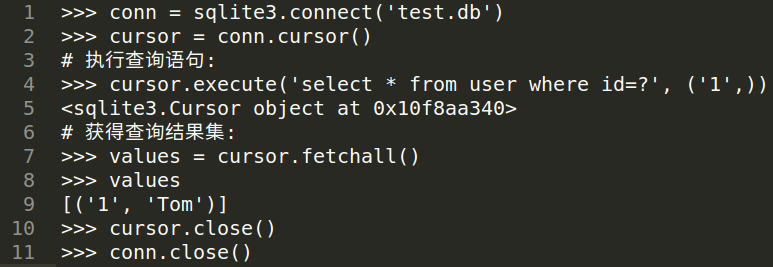 1 >>> conn = sqlite3.connect('test.db')
2 >>> cursor = conn.cursor()
3 # 执行查询语句:
4 >>> cursor.execute('select * from user where id=?', ('1',))
5 <sqlite3.Cursor object at 0x10f8aa340>
6 # 获得查询结果集:
7 >>> values = cursor.fetchall()
8 >>> values
9 [('1', 'Tom')]
10 >>> cursor.close()
11 >>> conn.close()